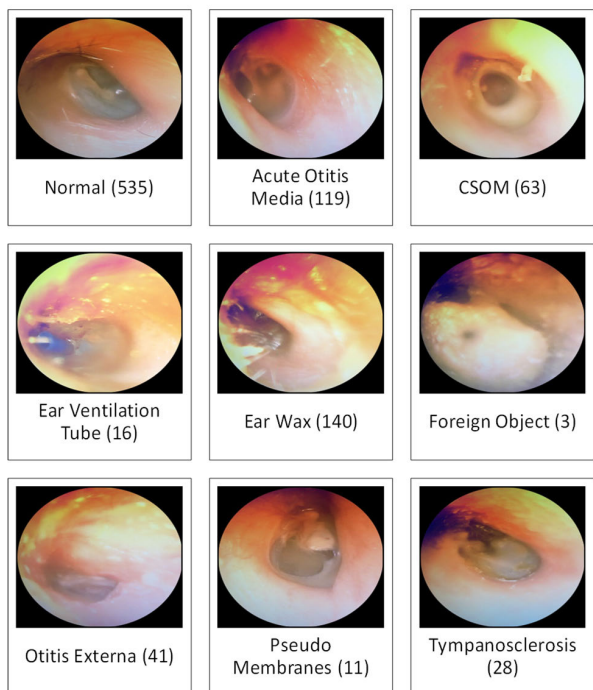 Normal (535)
Acute Otitis
Media (119)
CSOM (63)
Ear Ventilation
Tube (16)
Ear Wax (140)
Foreign Object (3)
Otitis Externa (41)
Pseudo
Membranes (11)
Tympanosclerosis
(28)